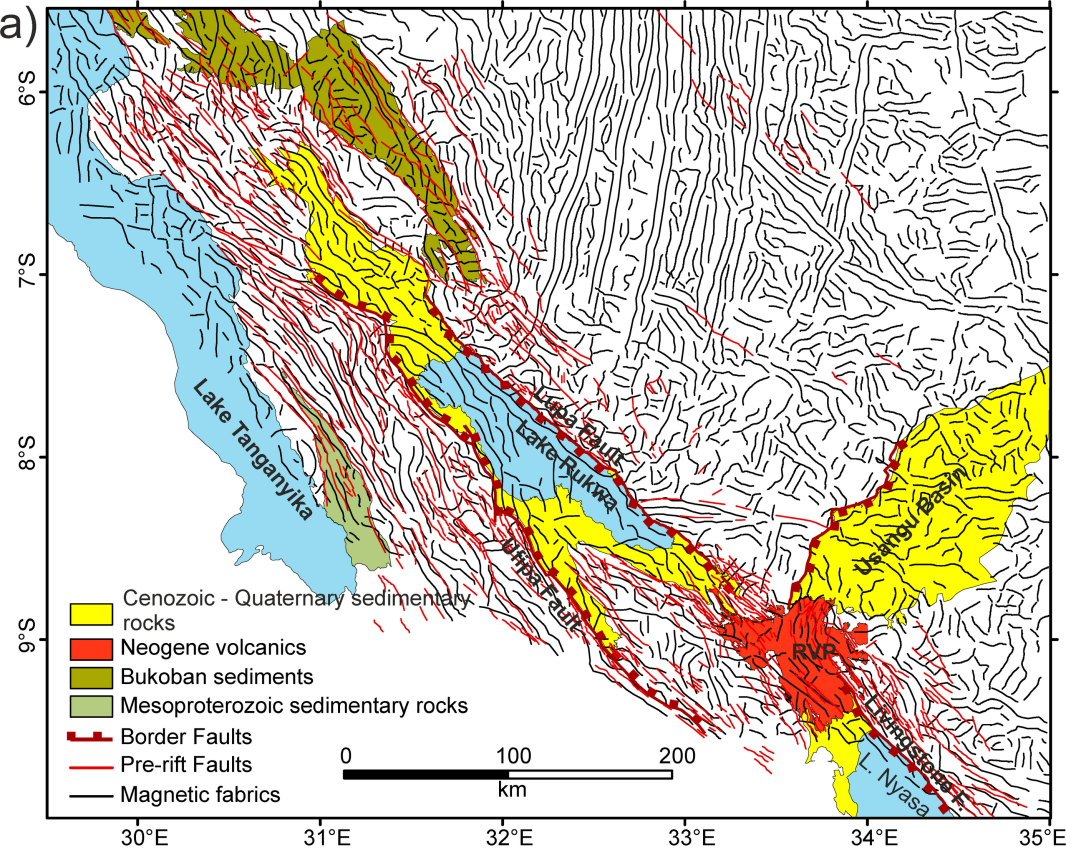 a)
6°S
7°S
8°S
9°S
Lake Tanganyika
Lupa Fault
Lake Rukwa
Ufipa Fault
Usangu Basin
RVP
Livingstone F.
L. Nyasa
Cenozoic - Quaternary sedimentary
rocks
Neogene volcanics
Bukoban sediments
Mesoproterozoic sedimentary rocks
Border Faults
Pre-rift Faults
Magnetic fabrics
0 100 200
km
30°E 31°E 32°E 33°E 34°E 35°E